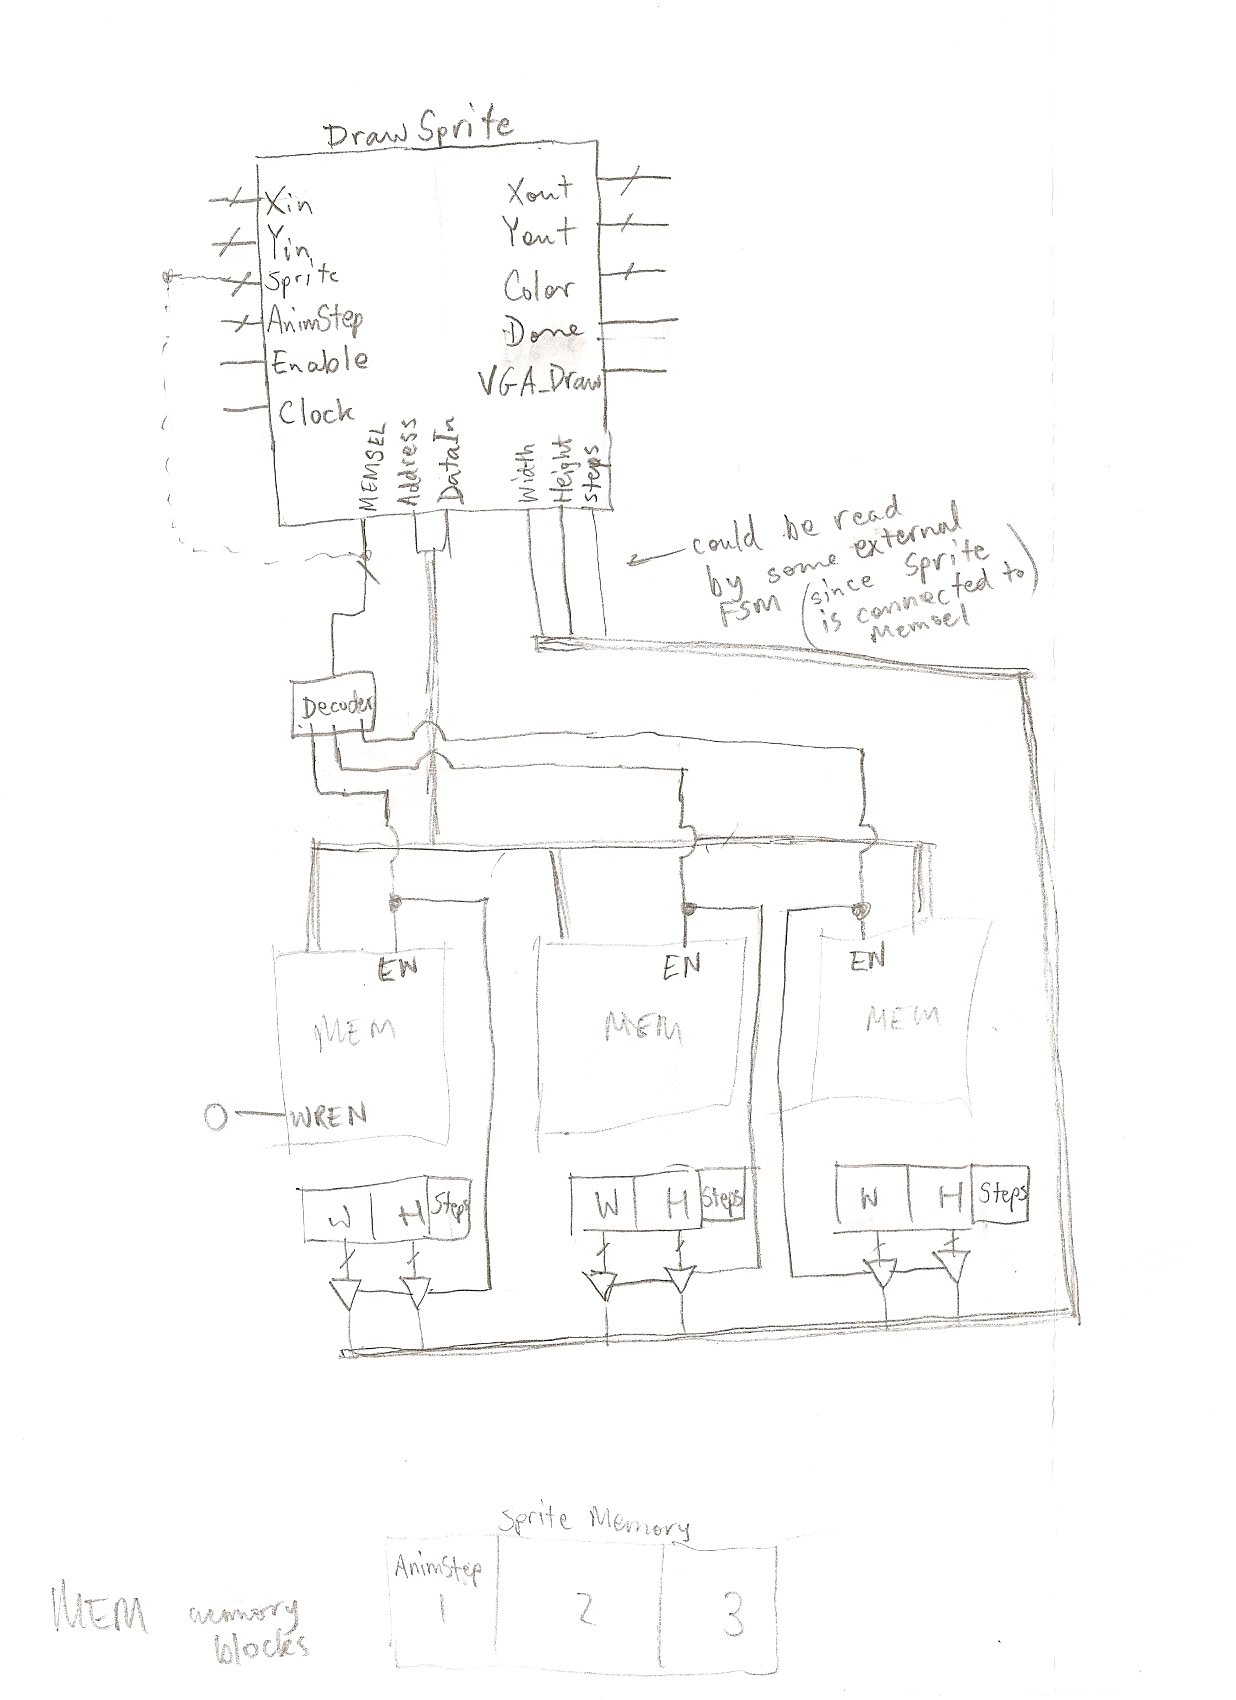 Draw Sprite
Xin
Yin
Sprite
AnimStep
Enable
Clock
Xout
Yout
Color
Done
VGA_Draw
MEMSEL
Address
DataIn
Width
Height
Steps
could be read
by some external
FSM (since Sprite
is connected to)
Memsel
Decoder
EN
MEM
WREN
EN
MEM
EN
MEM
W H Steps
W H Steps
W H Steps
Sprite Memory
AnimStep
1 2 3
MEM memory
blocks